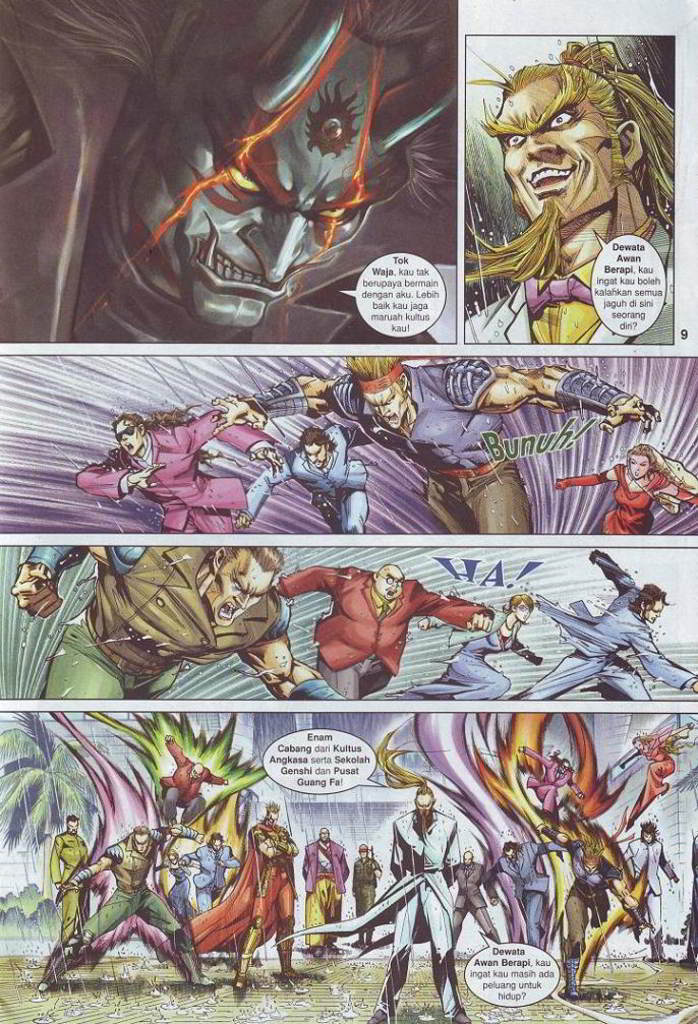 Tok
Waja, kau tak
berupaya bermain
dengan aku. Lebih
baik kau jaga
maruah kultus
kau!
Dewata
Awan
Berapi, kau
ingat kau boleh
kalahkan semua
jaguh di sini
seorang
diri?
9
Bunuh!
HA!
Enam
Cabang dari Kultus
Angkasa serta Sekolah
Genshi dan Pusat
Guang Fa!
Dewata
Awan Berapi, kau
ingat kau masih ada
peluang untuk
hidup?